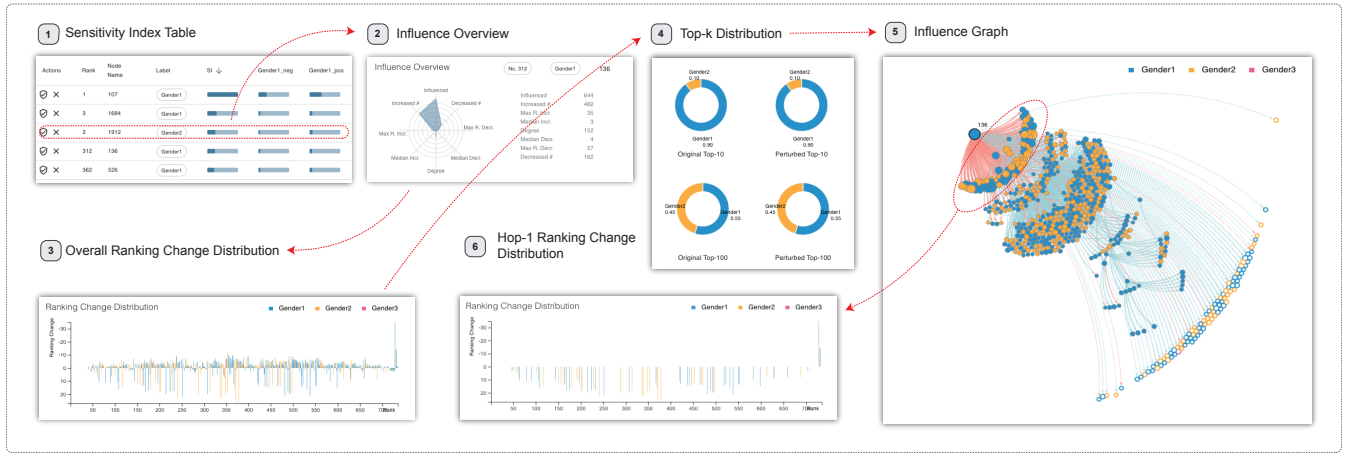 1 Sensitivity Index Table
Actions Rank Node Name Label SI Gender1_neg Gender1_pos
1 107 Gender1
3 1684 Gender1
2 1912 Gender2
312 136 Gender1
362 526 Gender1
2 Influence Overview
Influence Overview No: 312 Gender1 136
Influenced
Increased #
Decreased #
Max R. Incr.
Max R. Decr.
Median Incr.
Median Decr.
Degree
Influenced 644
Increased # 482
Max R. Incr. 35
Median Incr. 3
Degree 152
Median Decr. 4
Max R. Decr. 27
Decreased # 162
3 Overall Ranking Change Distribution
Ranking Change Distribution
Gender1 Gender2 Gender3
Ranking Change
-30
-20
-10
0
10
20
50 100 150 200 250 300 350 400 450 500 550 600 650 Rank
4 Top-k Distribution
Gender2
0.10
Gender1
0.90
Original Top-10
Gender2
0.10
Gender1
0.90
Perturbed Top-10
Gender2
0.45
Gender1
0.55
Original Top-100
Gender2
0.45
Gender1
0.55
Perturbed Top-100
5 Influence Graph
Gender1 Gender2 Gender3
136
6 Hop-1 Ranking Change
Distribution
Ranking Change Distribution
Gender1 Gender2 Gender3
Ranking Change
-30
-20
-10
0
10
20
50 100 150 200 250 300 350 400 450 500 550 600 650 Rank